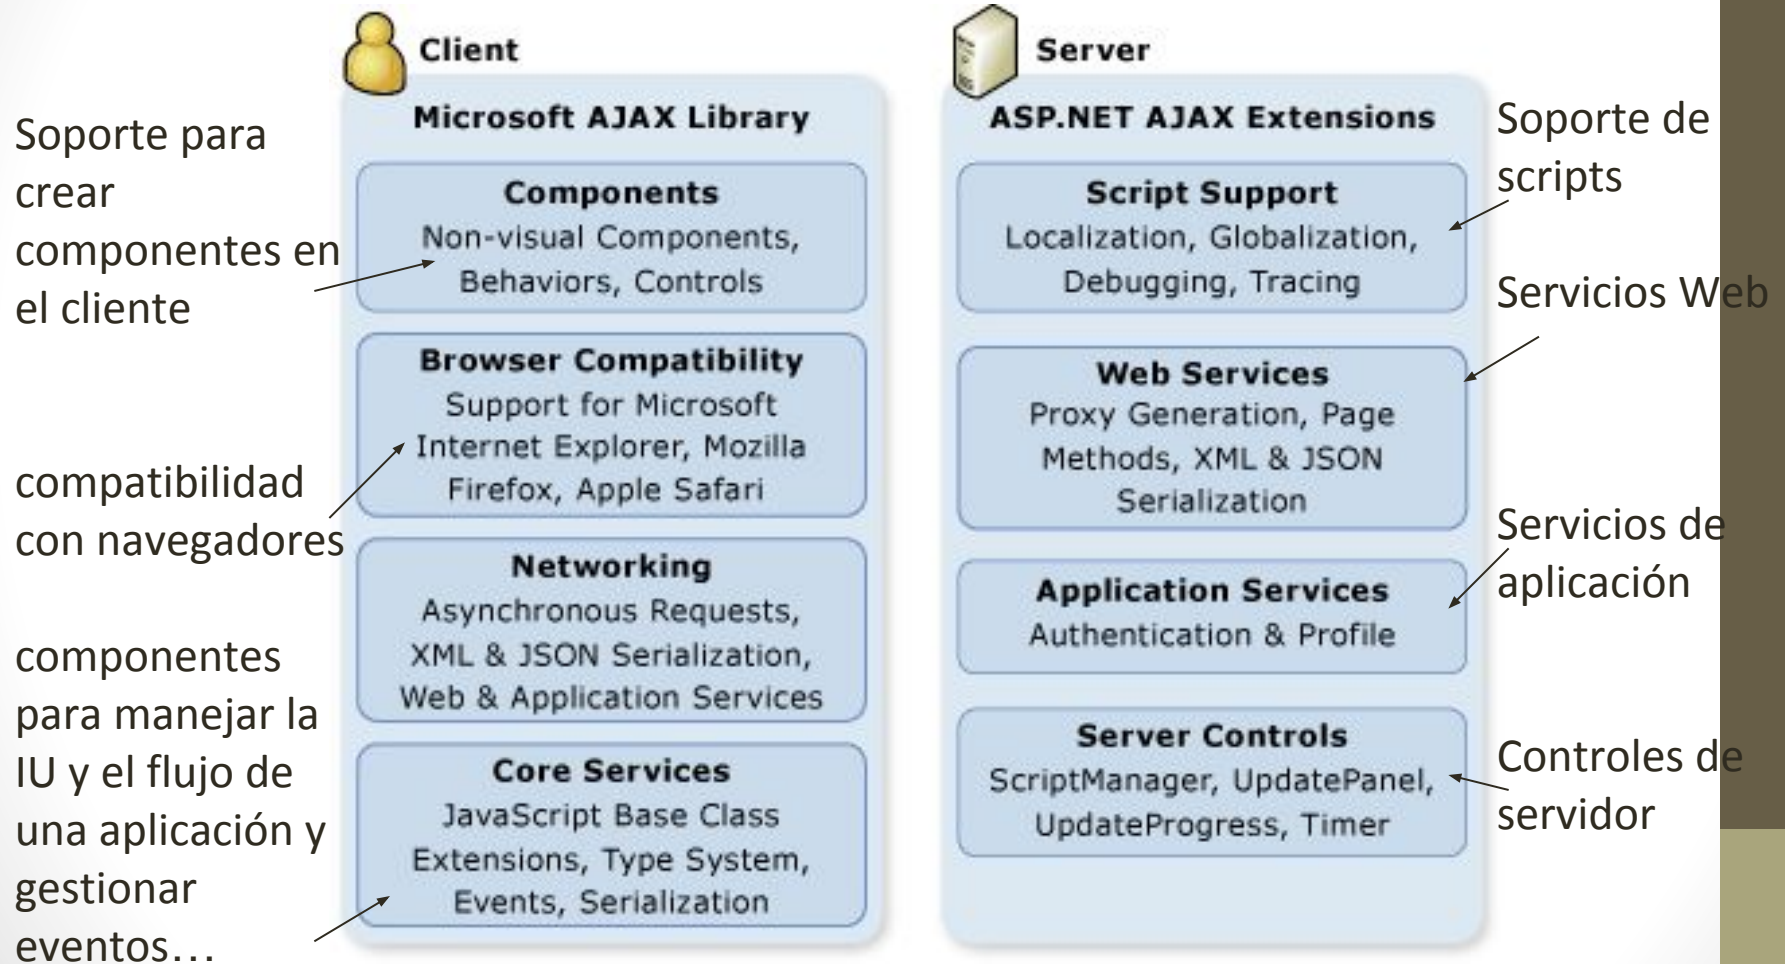 Soporte para
crear
componentes en
el cliente
compatibilidad
con navegadores
componentes
para manejar la
IU y el flujo de
una aplicación y
gestionar
eventos...
Client
Microsoft AJAX Library
Components
Non-visual Components,
Behaviors, Controls
Browser Compatibility
Support for Microsoft
Internet Explorer, Mozilla
Firefox, Apple Safari
Networking
Asynchronous Requests,
XML & JSON Serialization,
Web & Application Services
Core Services
JavaScript Base Class
Extensions, Type System,
Events, Serialization
Server
ASP.NET AJAX Extensions
Script Support
Localization, Globalization,
Debugging, Tracing
Web Services
Proxy Generation, Page
Methods, XML & JSON
Serialization
Application Services
Authentication & Profile
Server Controls
ScriptManager, UpdatePanel,
UpdateProgress, Timer
Soporte de
scripts
Servicios Web
Servicios de
aplicación
Controles de
servidor